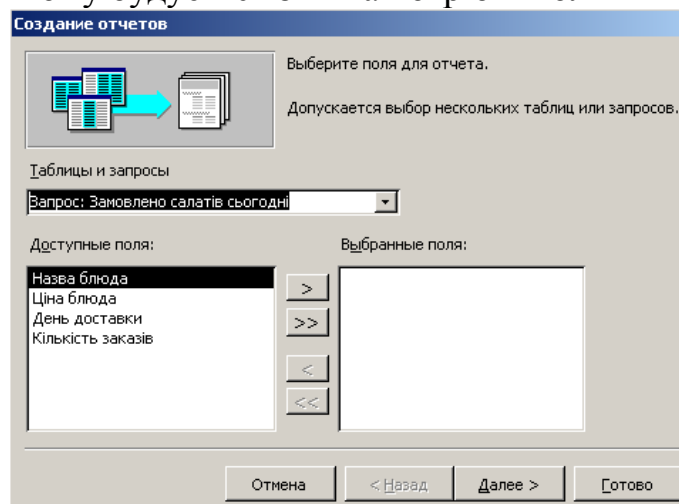 Создание отчетов
Выберите поля для отчета.
Допускается выбор нескольких таблиц или запросов.
Таблицы и запросы
Запрос: Замовлено салатів сьогодні
Доступные поля:
Выбранные поля:
Назва блюда
Ціна блюда
День доставки
Кількість заказів
>
>>
<
<<
Отмена
< Назад
Далее >
Готово